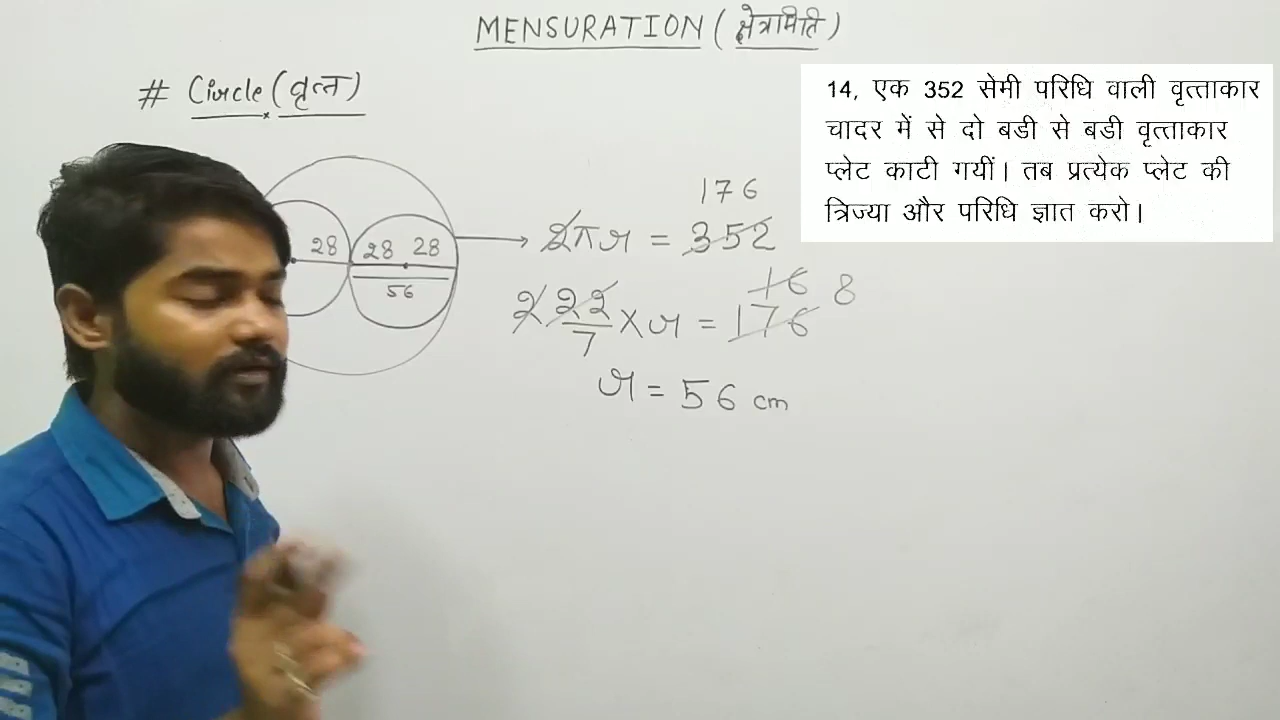 MENSURATION (क्षेत्रमिति)
# Circle (वृत्त)
14, एक 352 सेमी परिधि वाली वृत्ताकार
चादर में से दो बडी से बडी वृत्ताकार
प्लेट काटी गयीं। तब प्रत्येक प्लेट की
त्रिज्या और परिधि ज्ञात करो।
176
28 28 28
2πr = 352
56
16 8
2 22/7 × r = 176
r = 56 cm